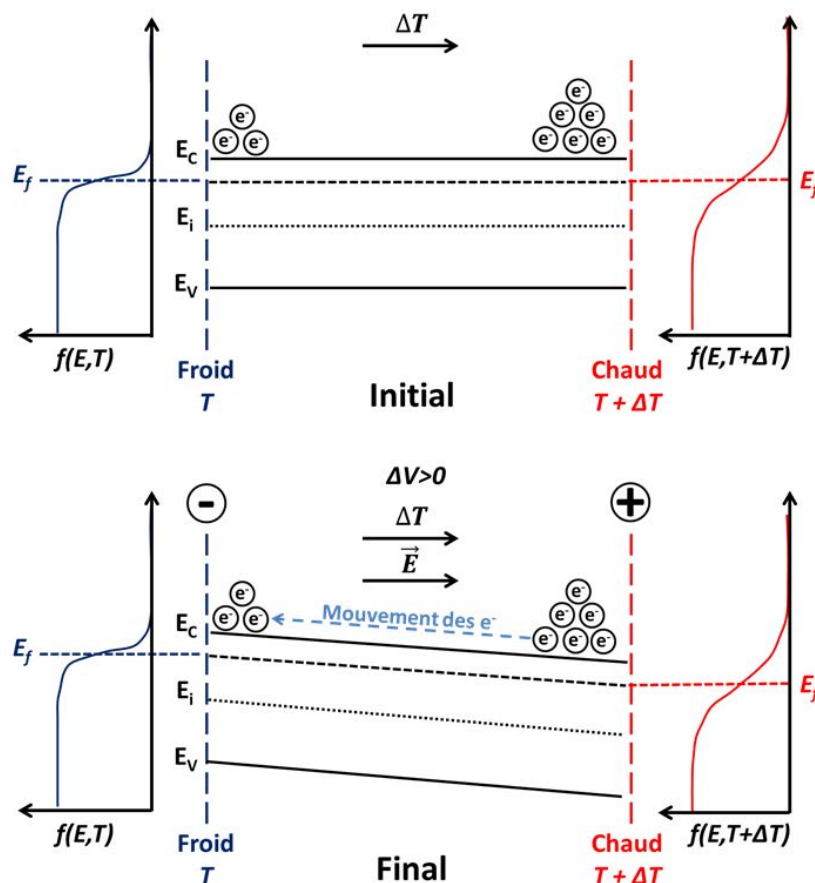 ΔT
e⁻
e⁻ e⁻
e⁻
e⁻ e⁻
e⁻ e⁻ e⁻
E_C
E_f
E_f
E_i
E_V
f(E,T)
f(E,T+ΔT)
Froid
T
Initial
Chaud
T + ΔT
ΔV>0
-
+
ΔT
E⃗
e⁻
e⁻ e⁻
Mouvement des e⁻
e⁻
e⁻ e⁻
e⁻ e⁻ e⁻
E_C
E_f
E_f
E_i
E_V
f(E,T)
f(E,T+ΔT)
Froid
T
Final
Chaud
T + ΔT